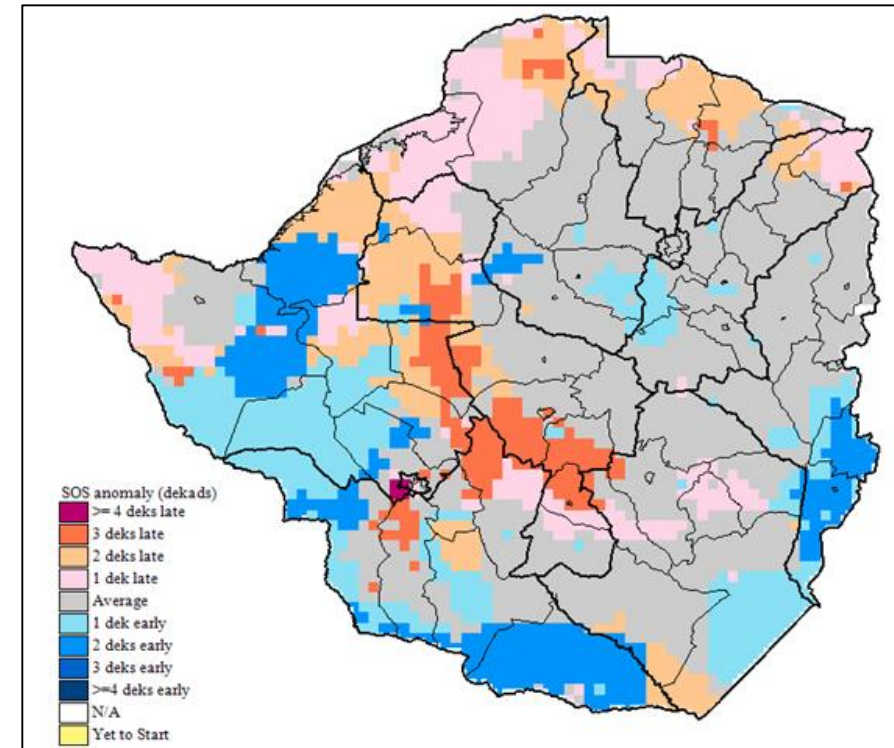 SOS anomaly (dekads)
>= 4 deks late
3 deks late
2 deks late
1 dek late
Average
1 dek early
2 deks early
3 deks early
>=4 deks early
N/A
Yet to Start